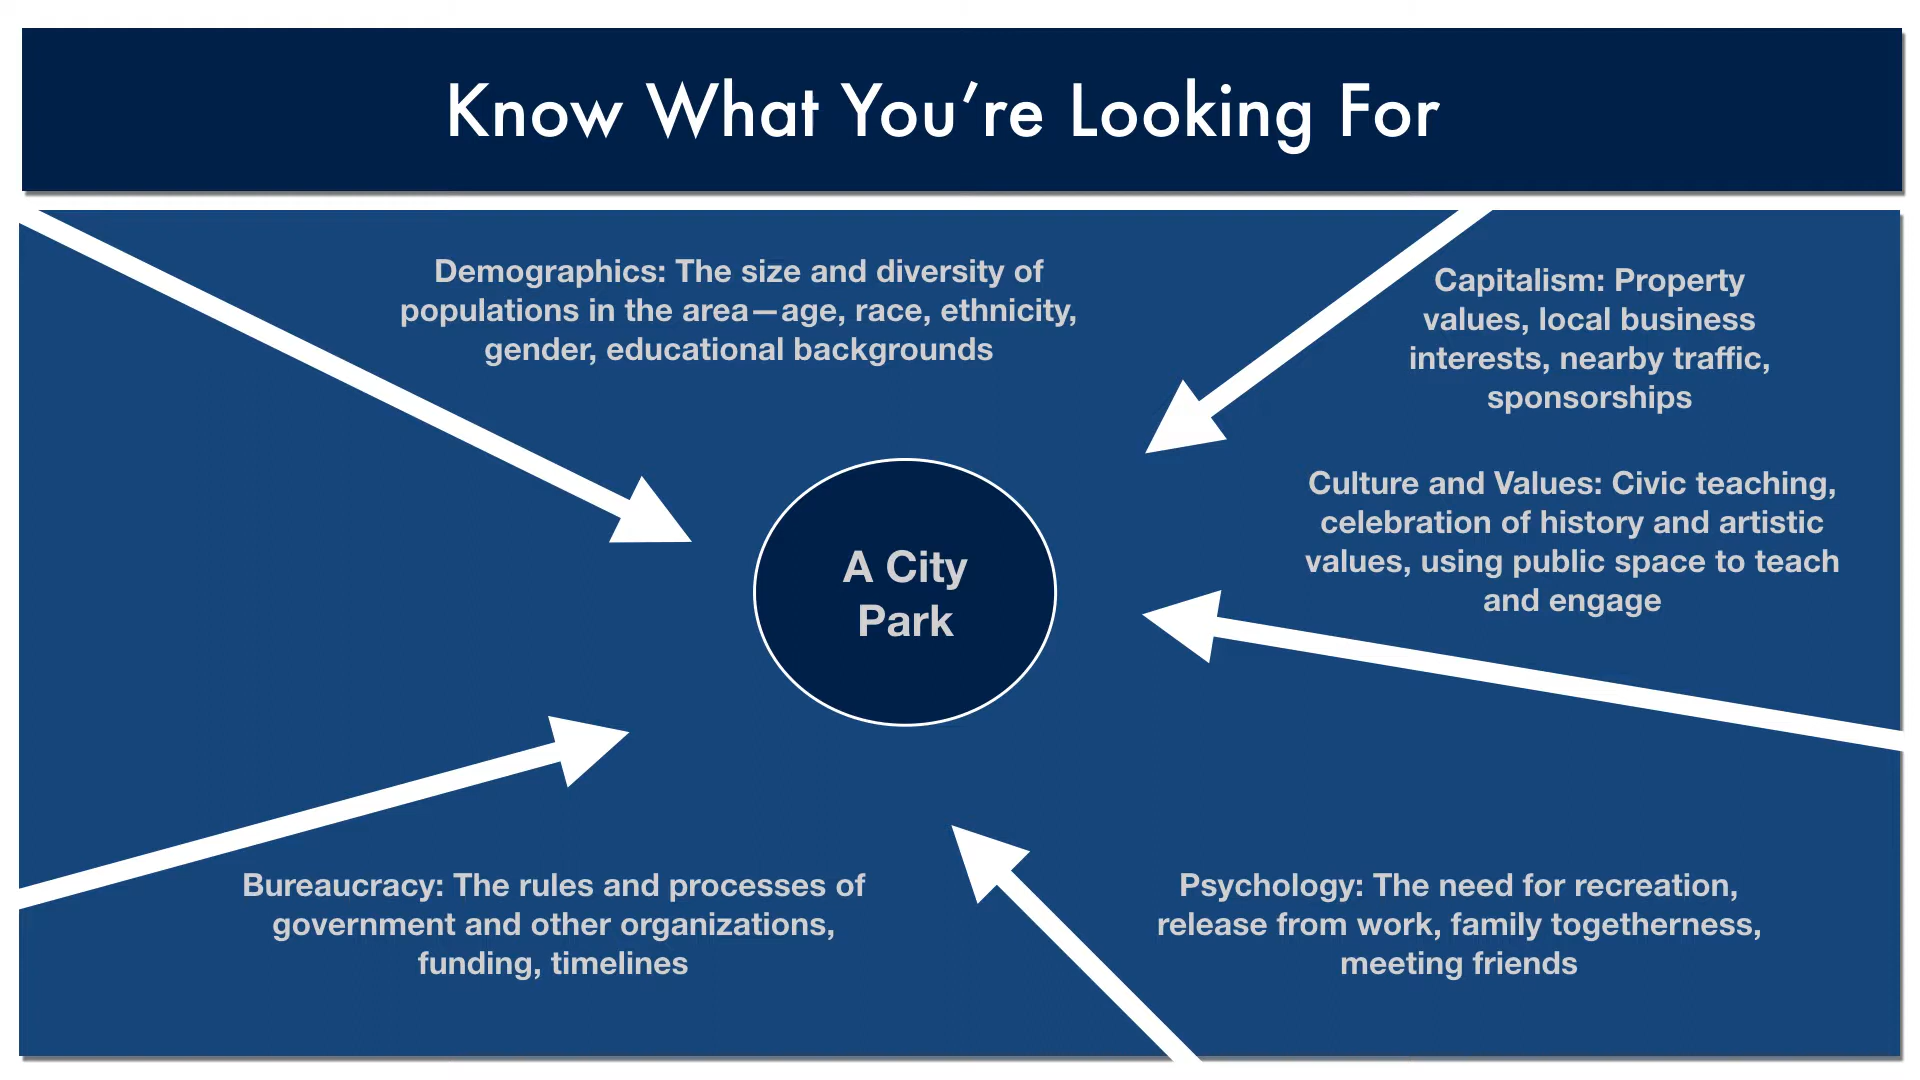 Know What You’re Looking For
Demographics: The size and diversity of
populations in the area—age, race, ethnicity,
gender, educational backgrounds
Capitalism: Property
values, local business
interests, nearby traffic,
sponsorships
Culture and Values: Civic teaching,
celebration of history and artistic
values, using public space to teach
and engage
A City
Park
Bureaucracy: The rules and processes of
government and other organizations,
funding, timelines
Psychology: The need for recreation,
release from work, family togetherness,
meeting friends